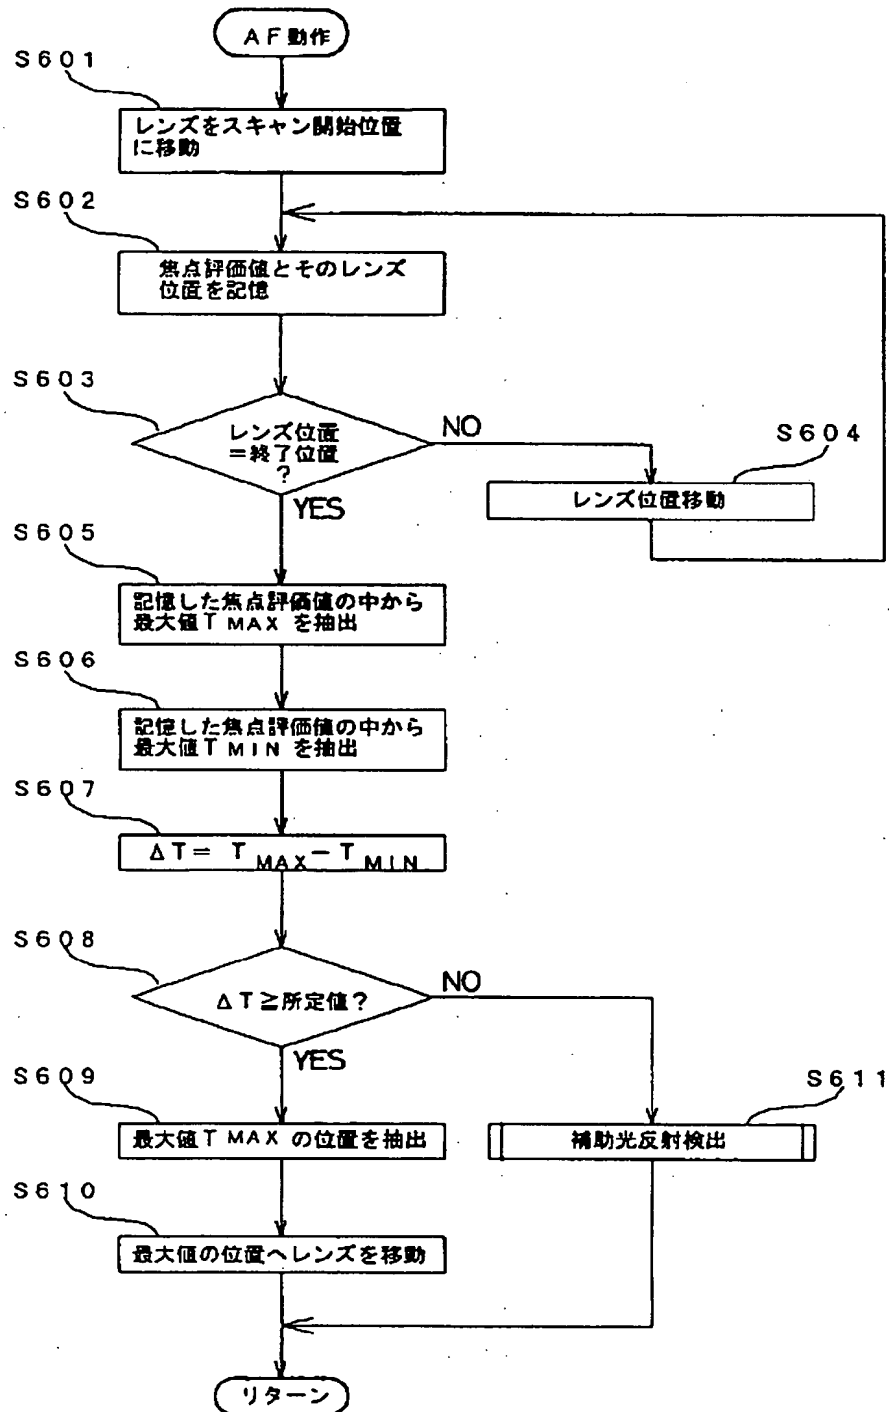 AF動作
S601
レンズをスキャン開始位置
に移動
S602
焦点評価値とそのレンズ
位置を記憶
S603
レンズ位置
=終了位置
?
NO
YES
S604
レンズ位置移動
S605
記憶した焦点評価値の中から
最大値TMAXを抽出
S606
記憶した焦点評価値の中から
最大値TMINを抽出
S607
ΔT= TMAX−TMIN
S608
ΔT≧所定値?
NO
YES
S609
最大値TMAXの位置を抽出
S611
補助光反射検出
S610
最大値の位置へレンズを移動
リターン